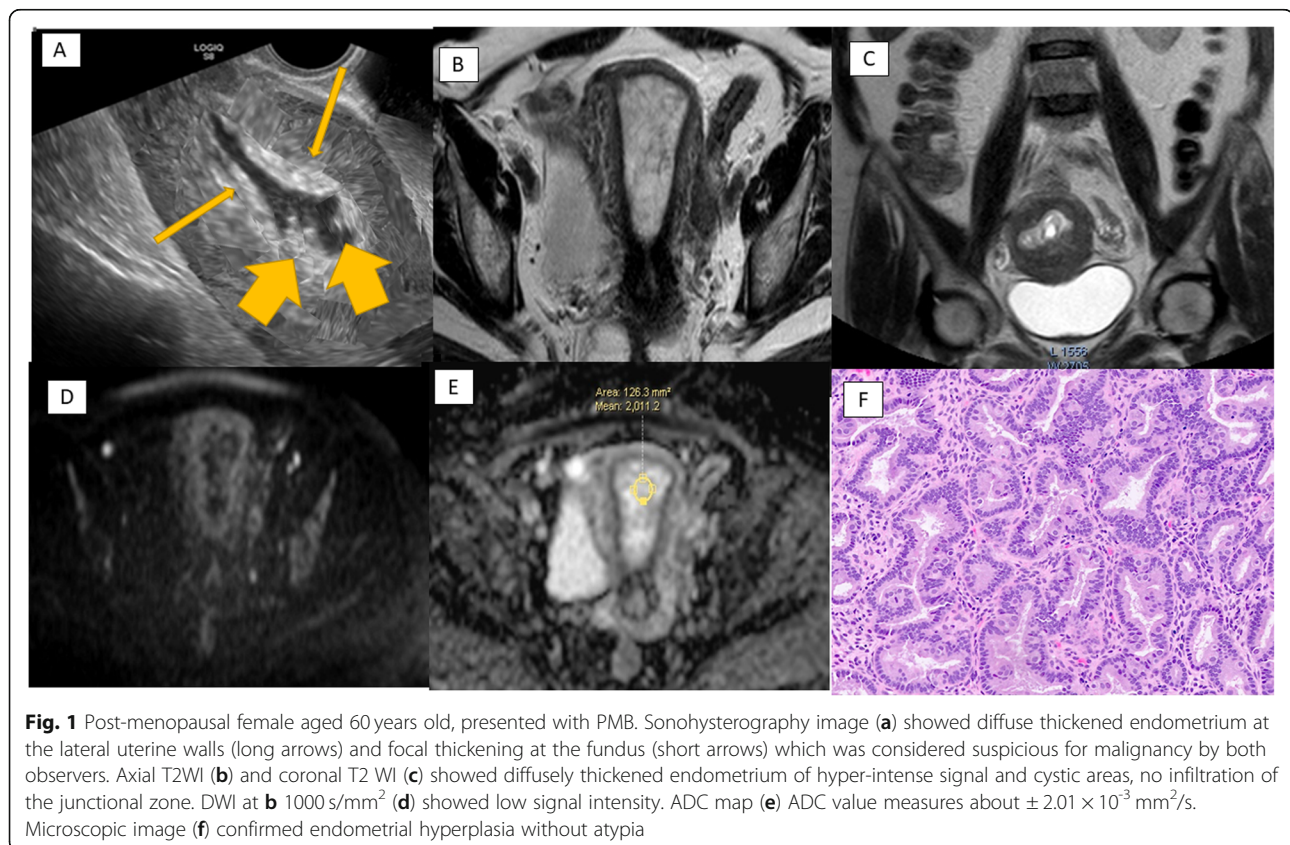 A
LOGIQ
S8
B
C
L 1556
W 2705
D
E
Area: 126.3 mm²
Mean: 2,011.2
F
Fig. 1 Post-menopausal female aged 60 years old, presented with PMB. Sonohysterography image (a) showed diffuse thickened endometrium at
the lateral uterine walls (long arrows) and focal thickening at the fundus (short arrows) which was considered suspicious for malignancy by both
observers. Axial T2WI (b) and coronal T2 WI (c) showed diffusely thickened endometrium of hyper-intense signal and cystic areas, no infiltration of
the junctional zone. DWI at b 1000 s/mm² (d) showed low signal intensity. ADC map (e) ADC value measures about ± 2.01 × 10⁻³ mm²/s.
Microscopic image (f) confirmed endometrial hyperplasia without atypia